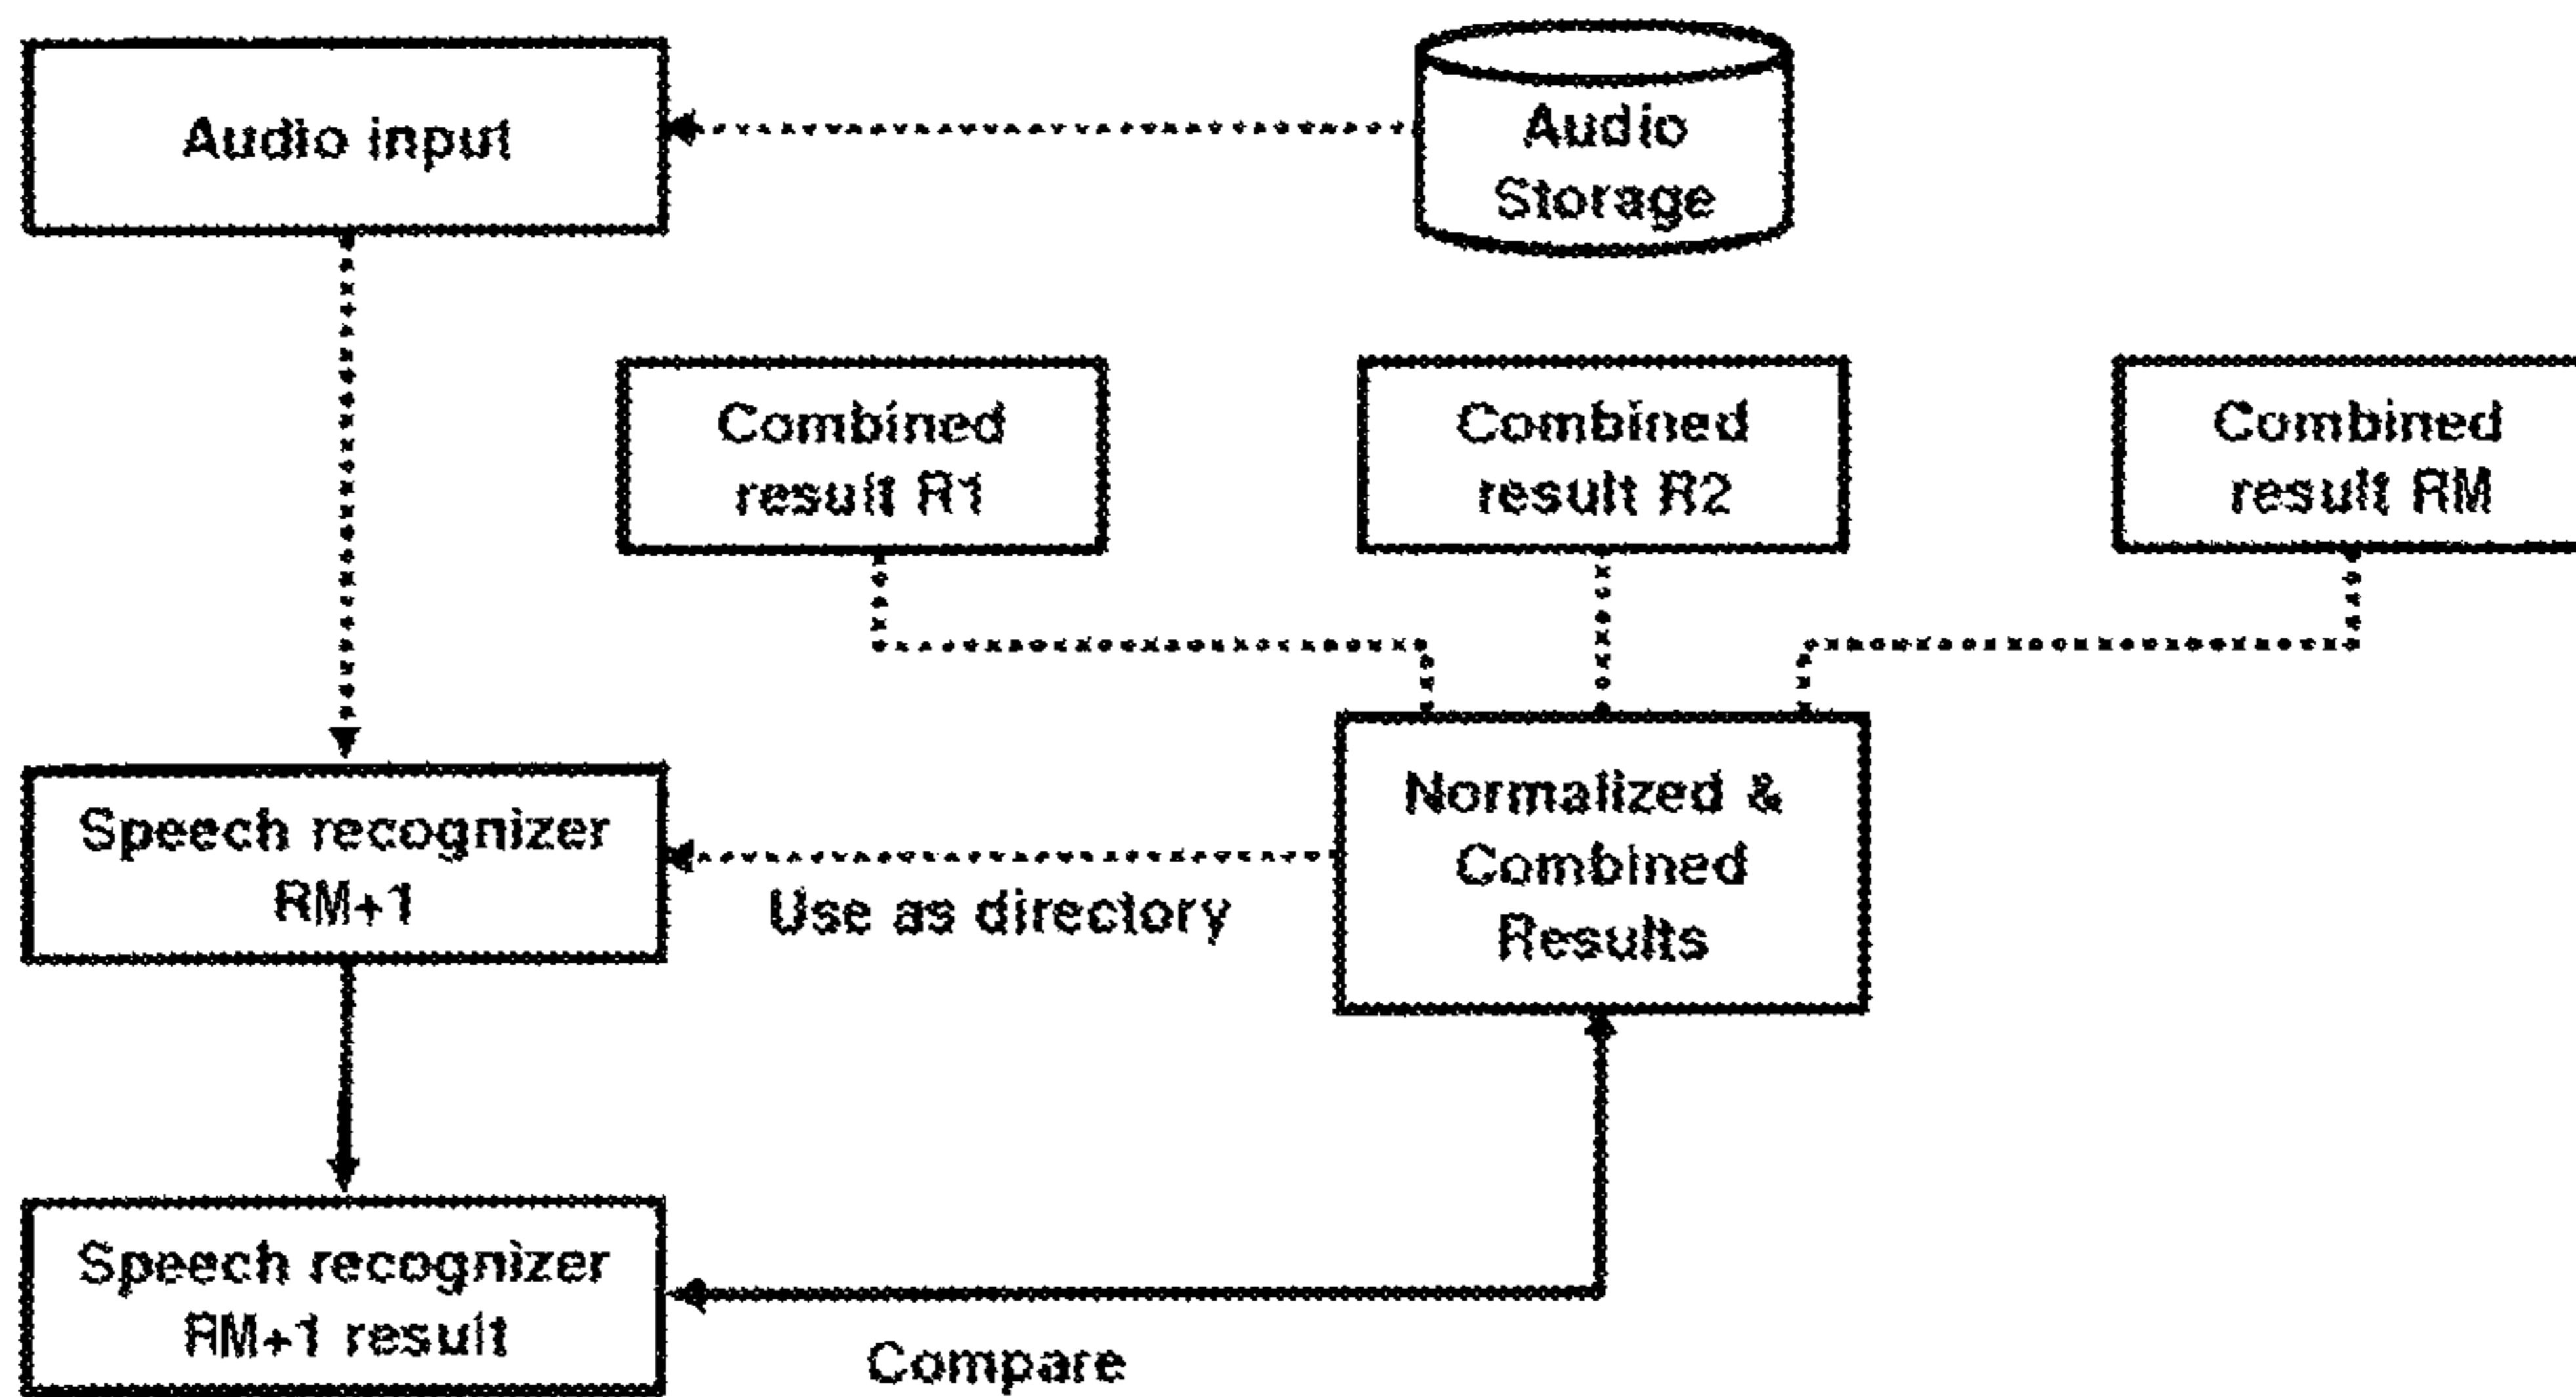 Audio input
Audio
Storage
Combined
result R1
Combined
result R2
Combined
result RM
Speech recognizer
RM+1
Use as directory
Normalized &
Combined
Results
Speech recognizer
RM+1 result
Compare